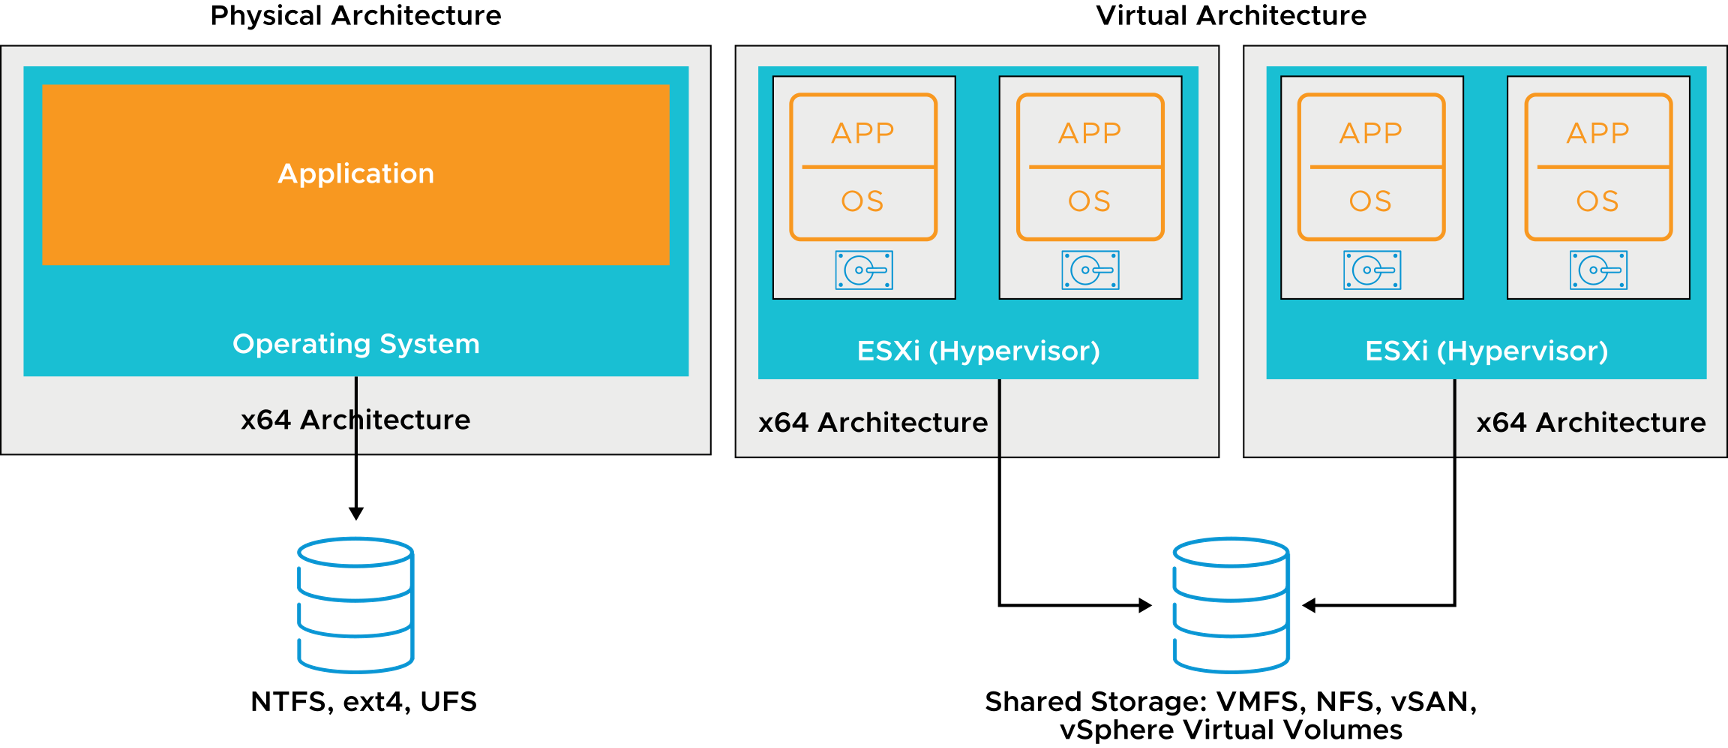 Physical Architecture
Application
Operating System
x64 Architecture
NTFS, ext4, UFS
Virtual Architecture
APP
OS
APP
OS
ESXi (Hypervisor)
x64 Architecture
APP
OS
APP
OS
ESXi (Hypervisor)
x64 Architecture
Shared Storage: VMFS, NFS, vSAN,
vSphere Virtual Volumes